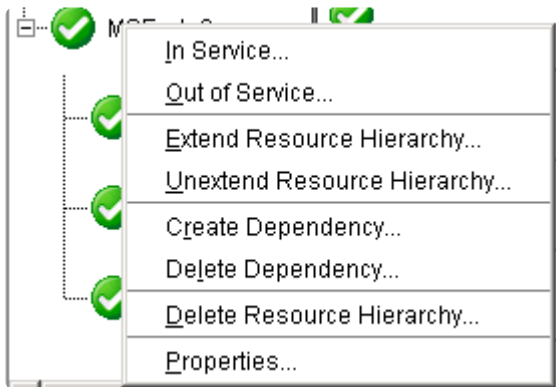 In Service...
Out of Service...
Extend Resource Hierarchy...
Unextend Resource Hierarchy...
Create Dependency...
Delete Dependency...
Delete Resource Hierarchy...
Properties...